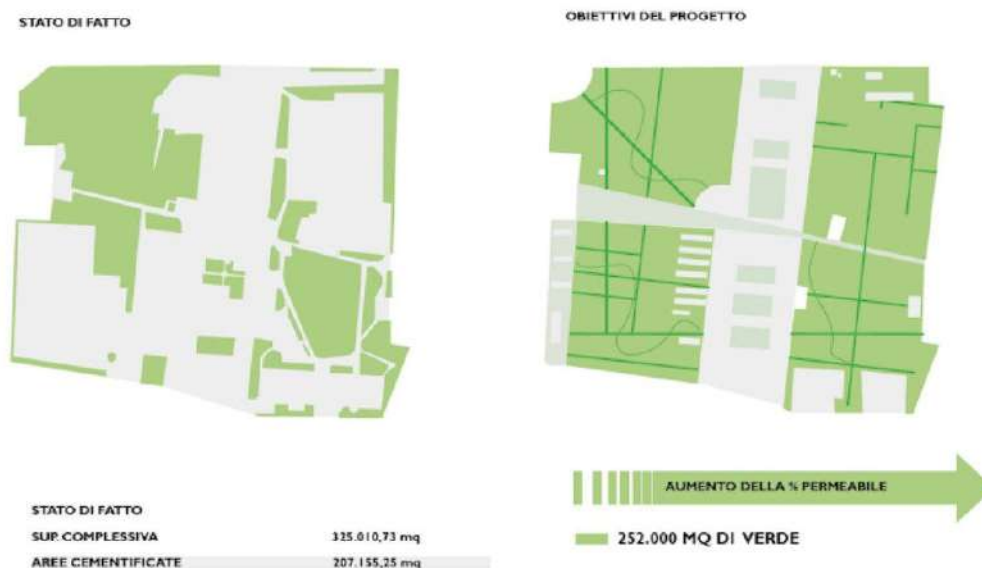 STATO DI FATTO
OBIETTIVI DEL PROGETTO
AUMENTO DELLA % PERMEABILE
252.000 MQ DI VERDE
STATO DI FATTO
SUP. COMPLESSIVA 325.010,73 mq
AREE CEMENTIFICATE 207.155,25 mq